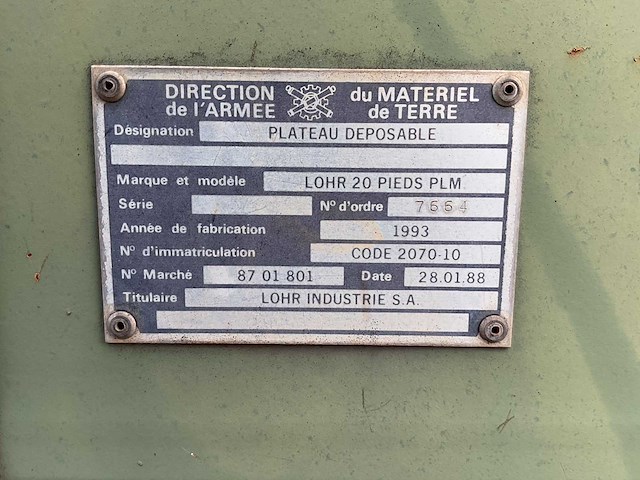 DIRECTION du MATERIEL
de l'ARMEE de TERRE
Désignation PLATEAU DEPOSABLE
Marque et modèle LOHR 20 PIEDS PLM
Série N° d'ordre 7664
Année de fabrication 1993
N° d'immatriculation CODE 2070-10
N° Marché 87 01 801 Date 28.01.88
Titulaire LOHR INDUSTRIE S.A.